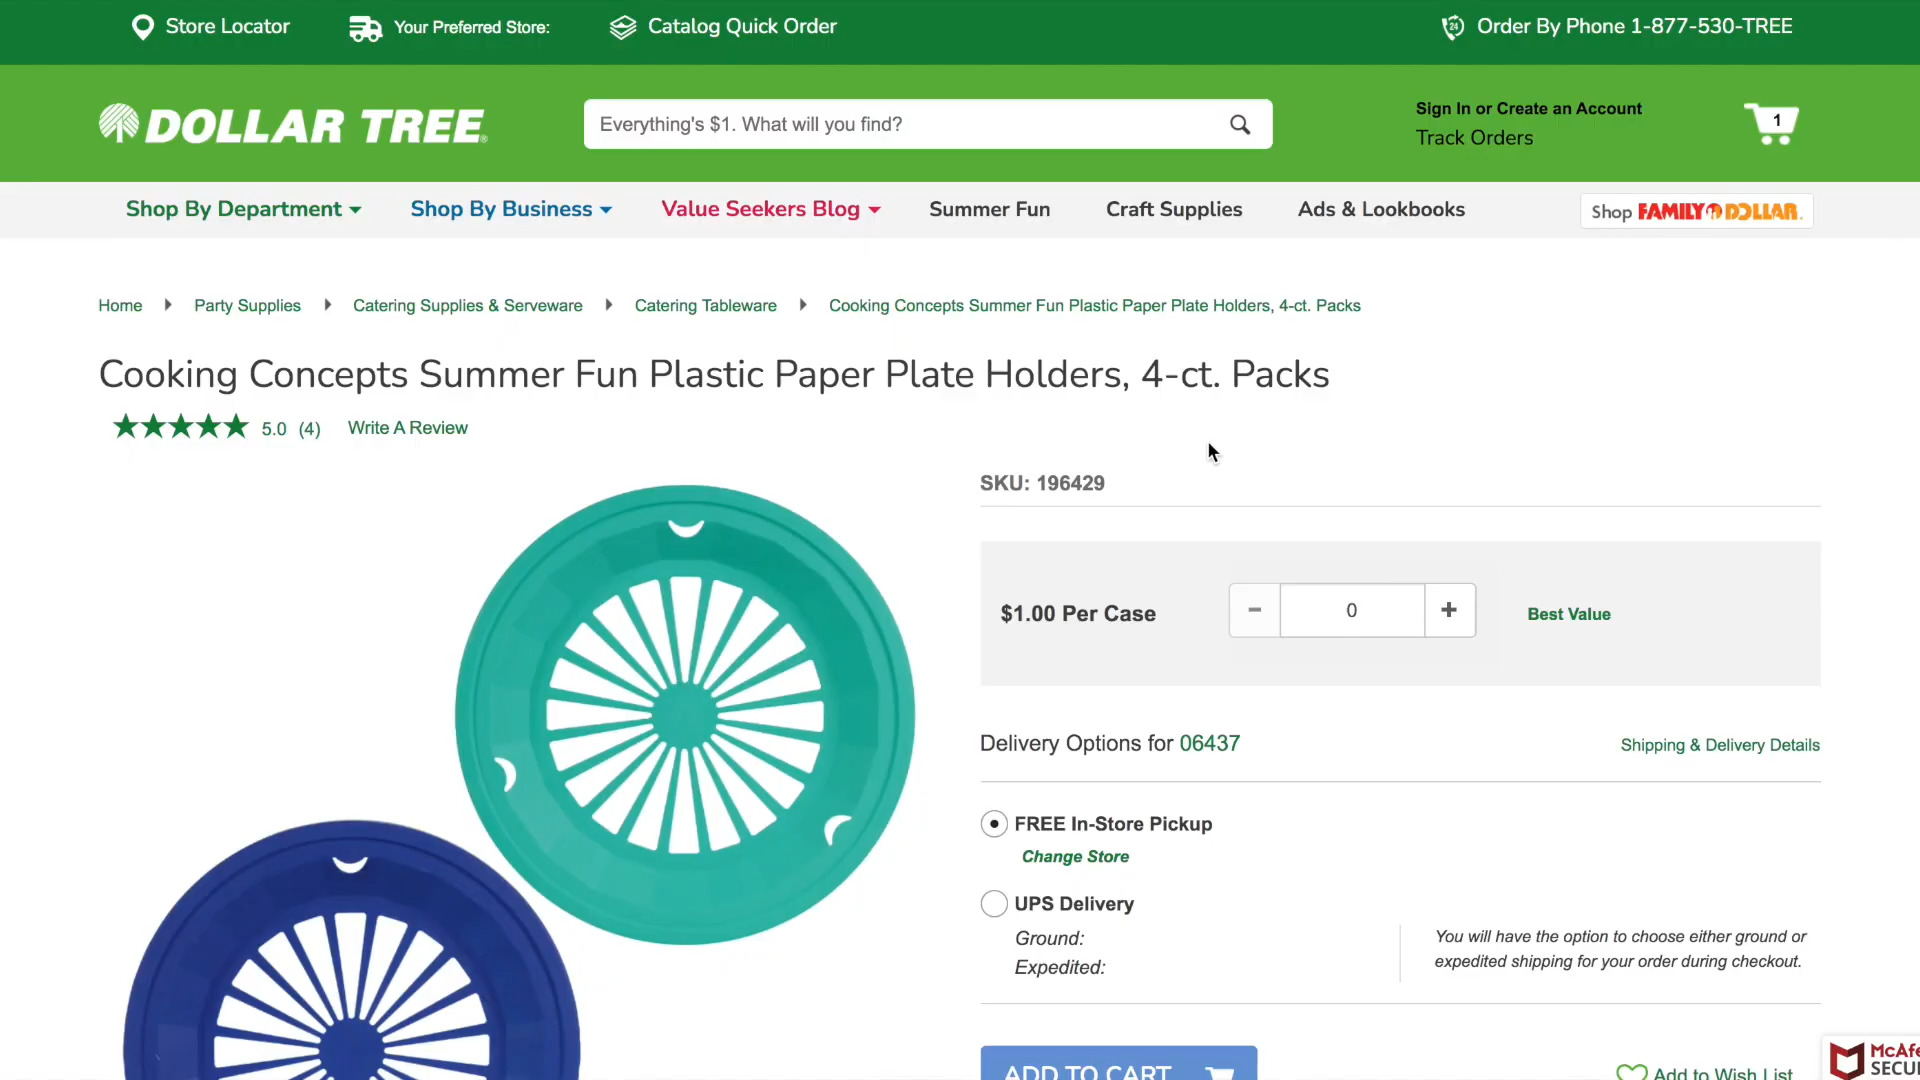 Store Locator
Your Preferred Store:
Catalog Quick Order
24
Order By Phone 1-877-530-TREE
DOLLAR TREE
Everything's $1. What will you find?
Sign In or Create an Account
Track Orders
1
Shop By Department
Shop By Business
Value Seekers Blog
Summer Fun
Craft Supplies
Ads & Lookbooks
Shop FAMILY DOLLAR
Home
Party Supplies
Catering Supplies & Serveware
Catering Tableware
Cooking Concepts Summer Fun Plastic Paper Plate Holders, 4-ct. Packs
Cooking Concepts Summer Fun Plastic Paper Plate Holders, 4-ct. Packs
5.0 (4) Write A Review
SKU: 196429
$1.00 Per Case
0
Best Value
Delivery Options for 06437
Shipping & Delivery Details
FREE In-Store Pickup
Change Store
UPS Delivery
Ground:
Expedited:
You will have the option to choose either ground or
expedited shipping for your order during checkout.
ADD TO CART
Add to Wish List
McAfe
SECU